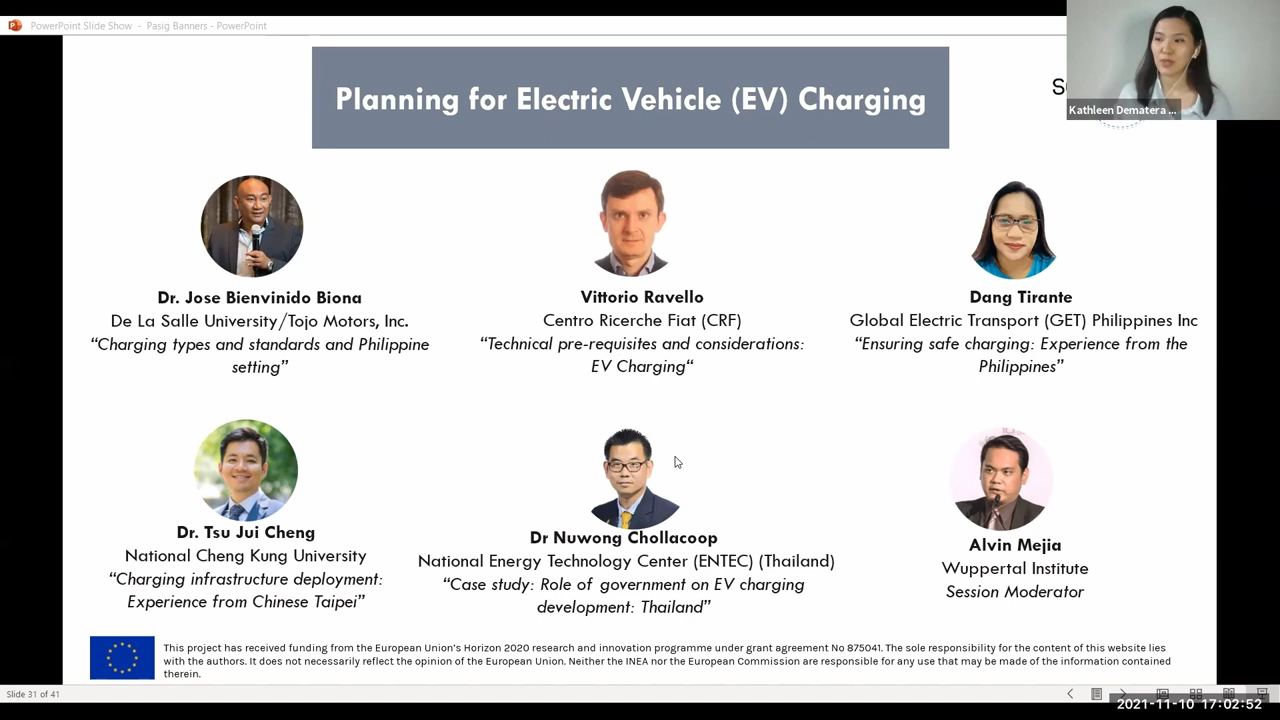 PowerPoint Slide Show - Pasig Banners - PowerPoint
Planning for Electric Vehicle (EV) Charging
Kathleen Dematera ...
Dr. Jose Bienvinido Biona
De La Salle University/Tojo Motors, Inc.
“Charging types and standards and Philippine
setting”
Vittorio Ravello
Centro Ricerche Fiat (CRF)
“Technical pre-requisites and considerations:
EV Charging“
Dang Tirante
Global Electric Transport (GET) Philippines Inc
“Ensuring safe charging: Experience from the
Philippines”
Dr. Tsu Jui Cheng
National Cheng Kung University
“Charging infrastructure deployment:
Experience from Chinese Taipei”
Dr Nuwong Chollacoop
National Energy Technology Center (ENTEC) (Thailand)
“Case study: Role of government on EV charging
development: Thailand”
Alvin Mejia
Wuppertal Institute
Session Moderator
This project has received funding from the European Union's Horizon 2020 research and innovation programme under grant agreement No 875041. The sole responsibility for the content of this website lies
with the authors. It does not necessarily reflect the opinion of the European Union. Neither the INEA nor the European Commission are responsible for any use that may be made of the information contained
therein.
Slide 31 of 41
2021-11-10 17:02:52